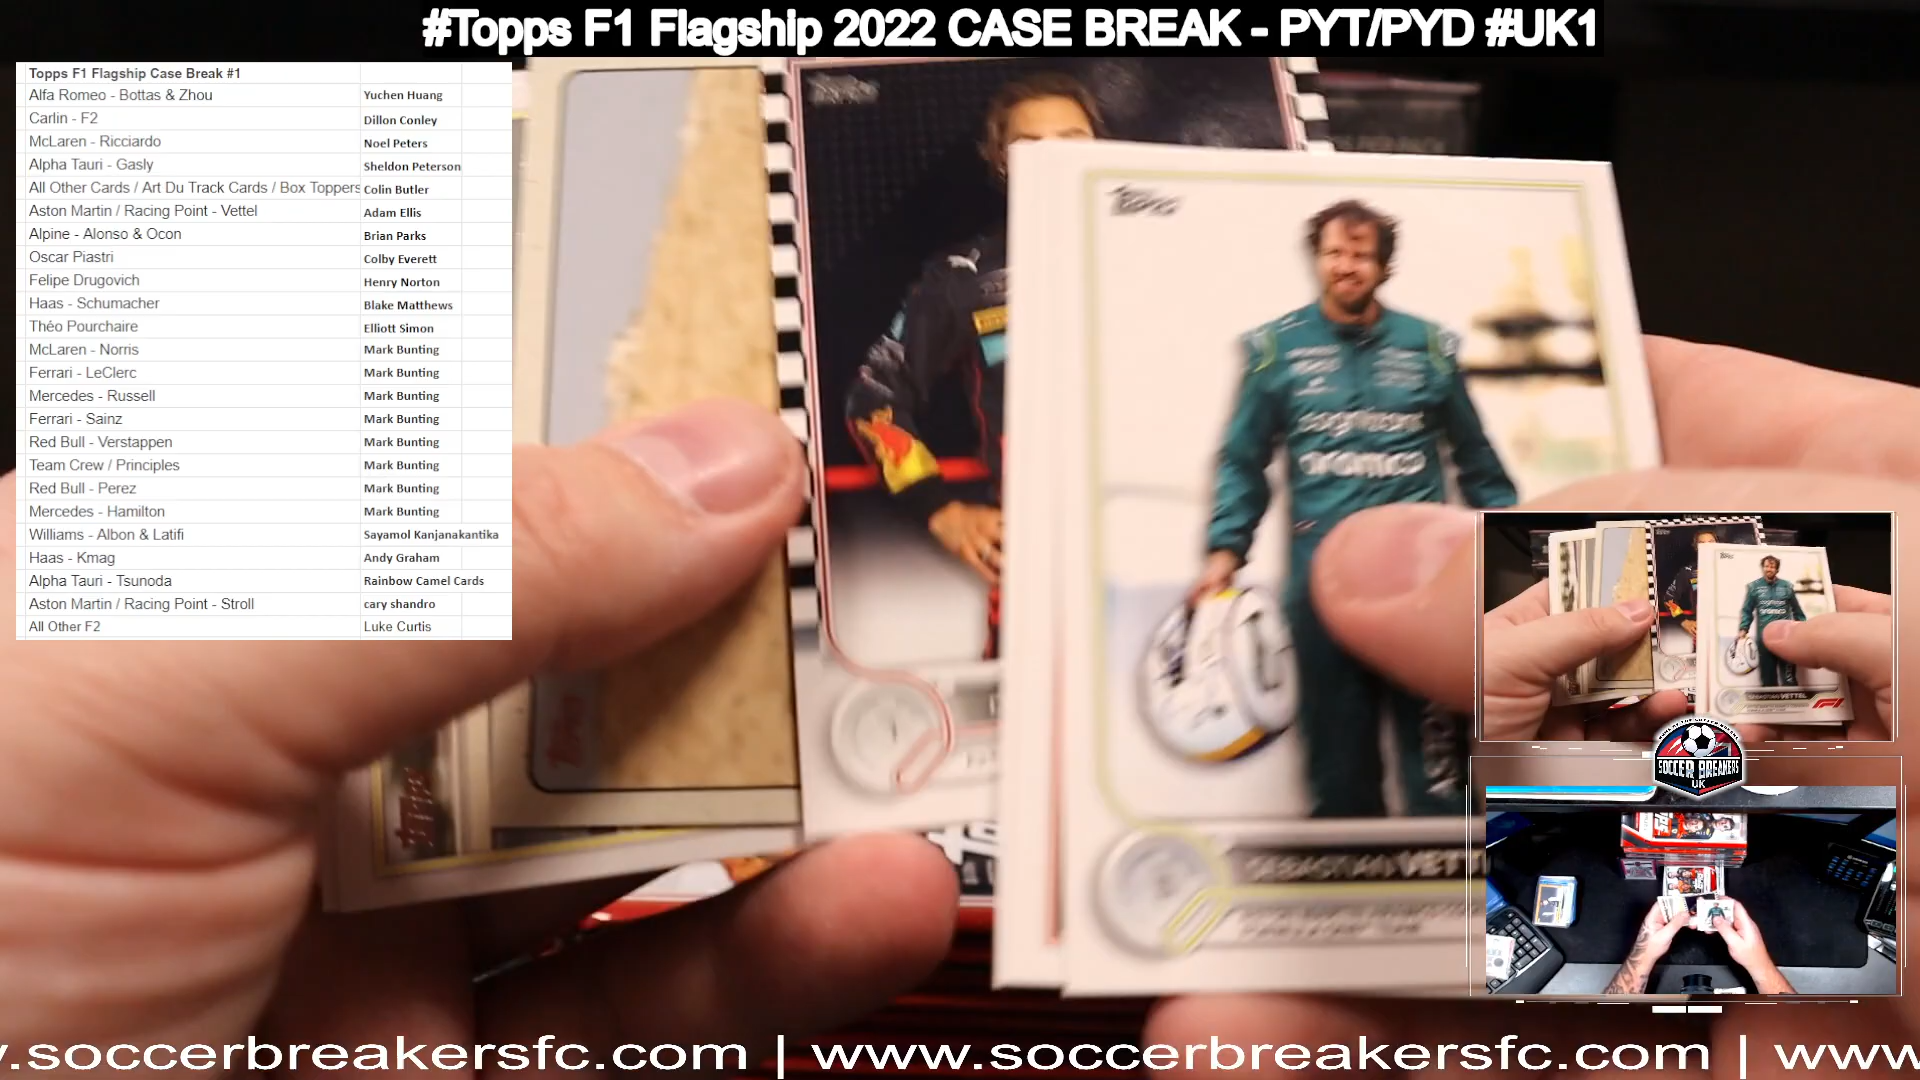 #Topps F1 Flagship 2022 CASE BREAK - PYT/PYD #UK1
Topps F1 Flagship Case Break #1
Alfa Romeo - Bottas & Zhou Yuchen Huang
Carlin - F2 Dillon Conley
McLaren - Ricciardo Noel Peters
Alpha Tauri - Gasly Sheldon Peterson
All Other Cards / Art Du Track Cards / Box Toppers Colin Butler
Aston Martin / Racing Point - Vettel Adam Ellis
Alpine - Alonso & Ocon Brian Parks
Oscar Piastri Colby Everett
Felipe Drugovich Henry Norton
Haas - Schumacher Blake Matthews
Théo Pourchaire Elliott Simon
McLaren - Norris Mark Bunting
Ferrari - LeClerc Mark Bunting
Mercedes - Russell Mark Bunting
Ferrari - Sainz Mark Bunting
Red Bull - Verstappen Mark Bunting
Team Crew / Principles Mark Bunting
Red Bull - Perez Mark Bunting
Mercedes - Hamilton Mark Bunting
Williams - Albon & Latifi Sayamol Kanjanakantika
Haas - Kmag Andy Graham
Alpha Tauri - Tsunoda Rainbow Camel Cards
Aston Martin / Racing Point - Stroll cary shandro
All Other F2 Luke Curtis
Topps
cognizant
aramco
SEBASTIAN VETTEL
SOCCER BREAKERS
UK
.soccerbreakersfc.com | www.soccerbreakersfc.com | www